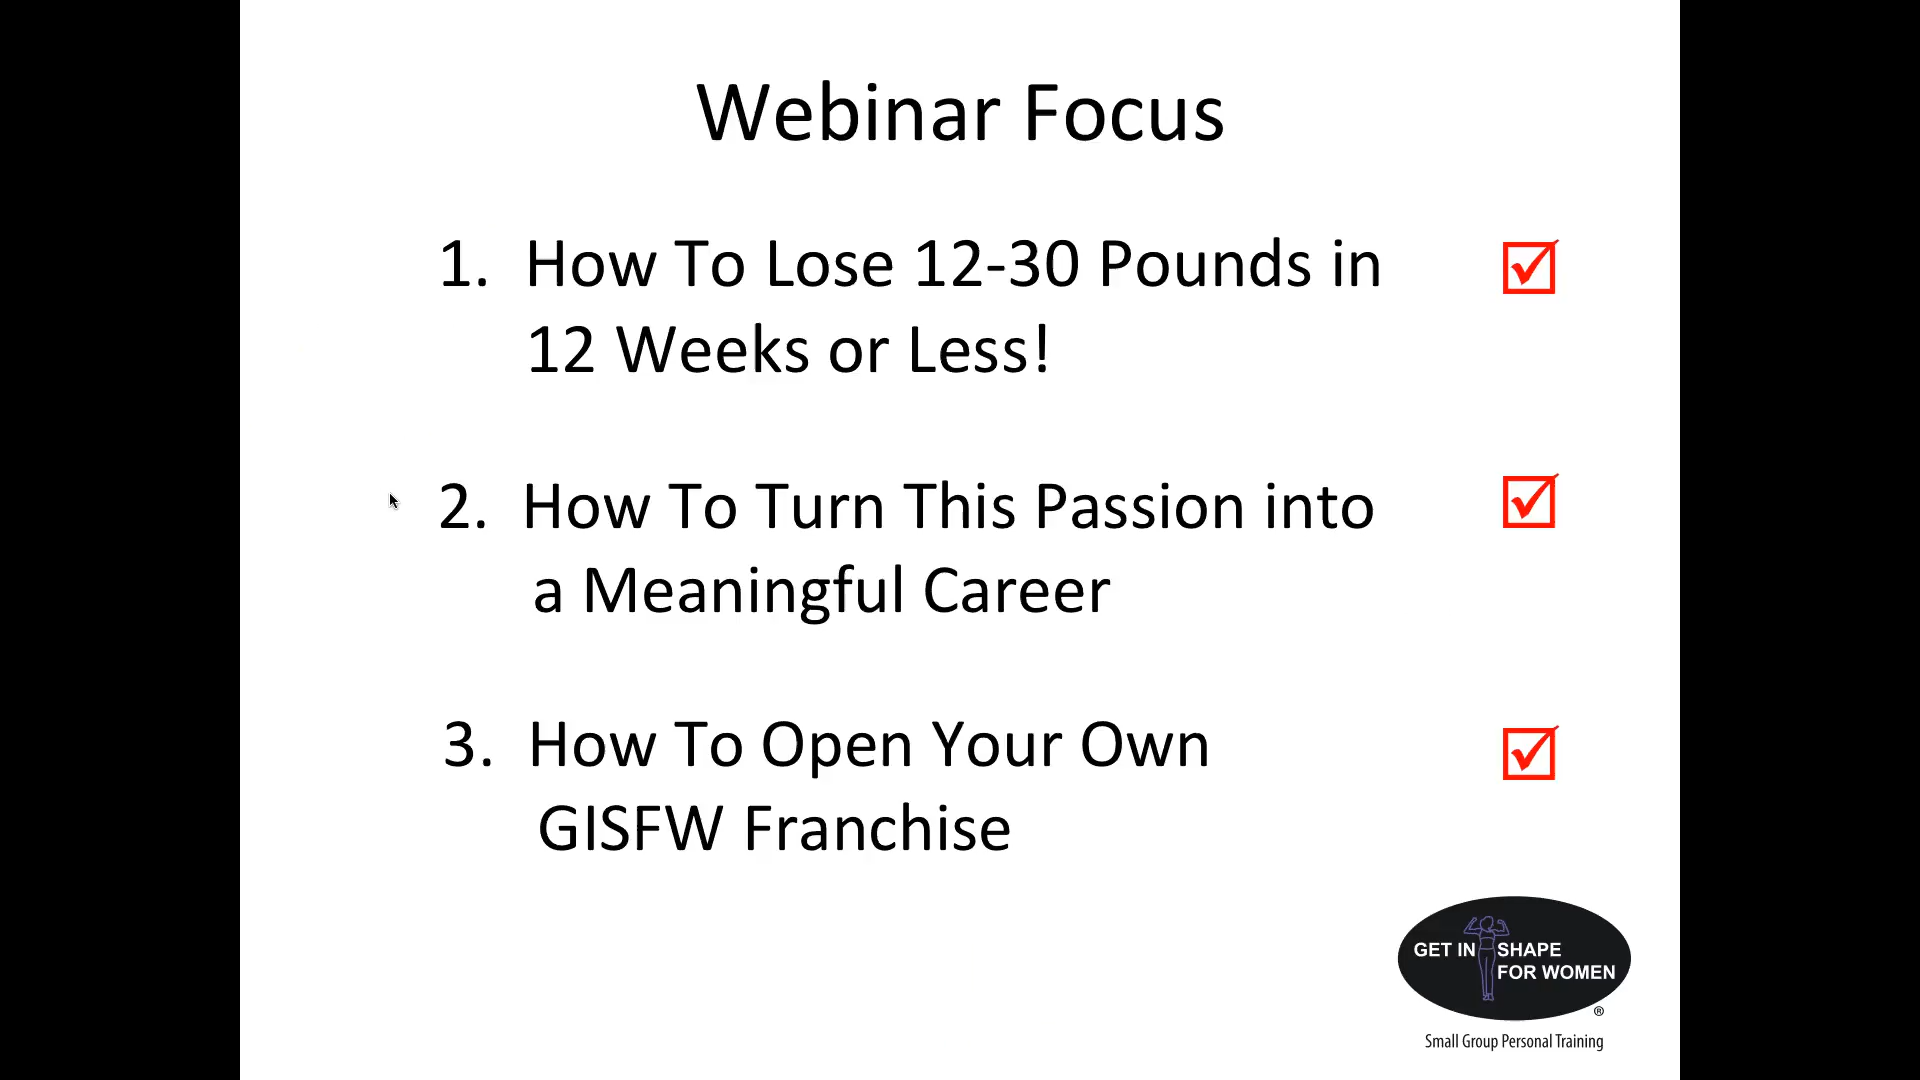 Webinar Focus
1. How To Lose 12-30 Pounds in
12 Weeks or Less!
2. How To Turn This Passion into
a Meaningful Career
3. How To Open Your Own
GISFW Franchise
GET IN SHAPE
FOR WOMEN
®
Small Group Personal Training